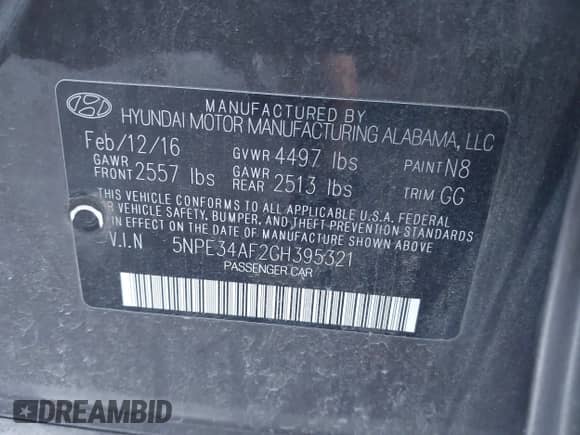 MANUFACTURED BY
HYUNDAI MOTOR MANUFACTURING ALABAMA, LLC
Feb/12/16 GVWR 4497 lbs PAINT N8
GAWR FRONT 2557 lbs GAWR REAR 2513 lbs TRIM GG
THIS VEHICLE CONFORMS TO ALL APPLICABLE U.S.A. FEDERAL
MOTOR VEHICLE SAFETY, BUMPER, AND THEFT PREVENTION STANDARDS
IN EFFECT ON THE DATE OF MANUFACTURE SHOWN ABOVE.
V.I.N 5NPE34AF2GH395321
PASSENGER CAR
DREAMBID